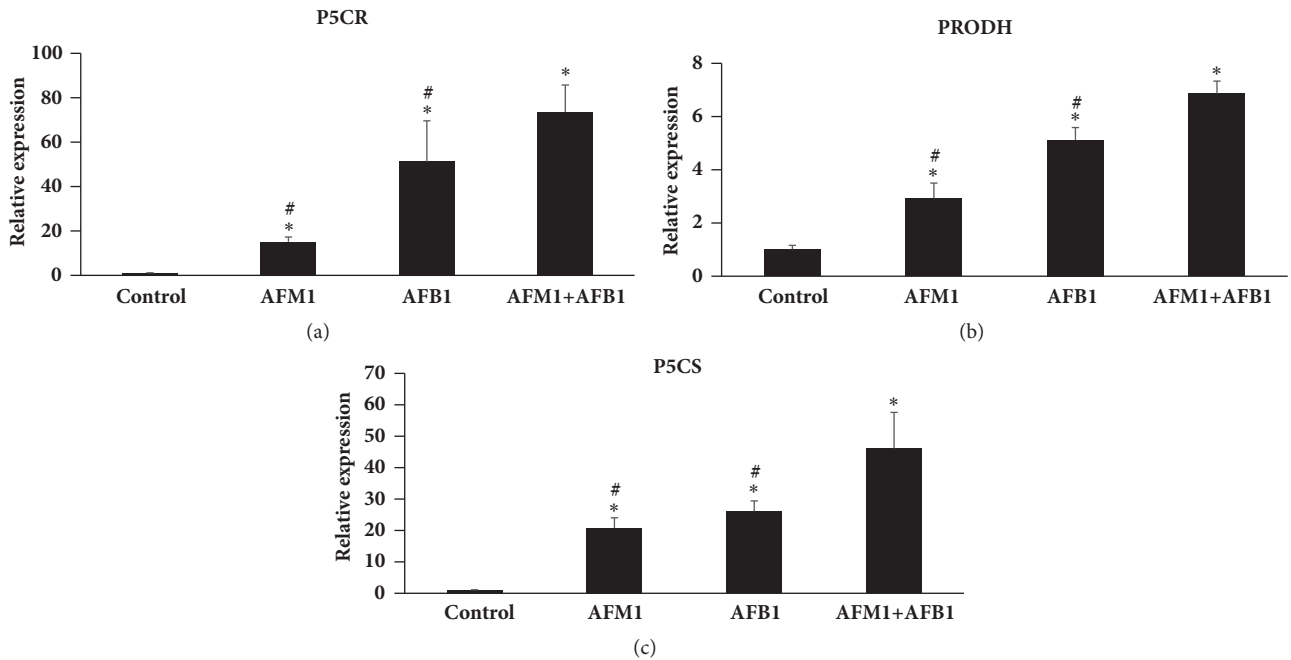 P5CR
100
80
60
40
20
0
Relative expression
#
*
#
*
*
Control AFM1 AFB1 AFM1+AFB1
(a)
PRODH
8
6
4
2
0
Relative expression
#
*
#
*
*
Control AFM1 AFB1 AFM1+AFB1
(b)
P5CS
70
60
50
40
30
20
10
0
Relative expression
#
*
#
*
*
Control AFM1 AFB1 AFM1+AFB1
(c)